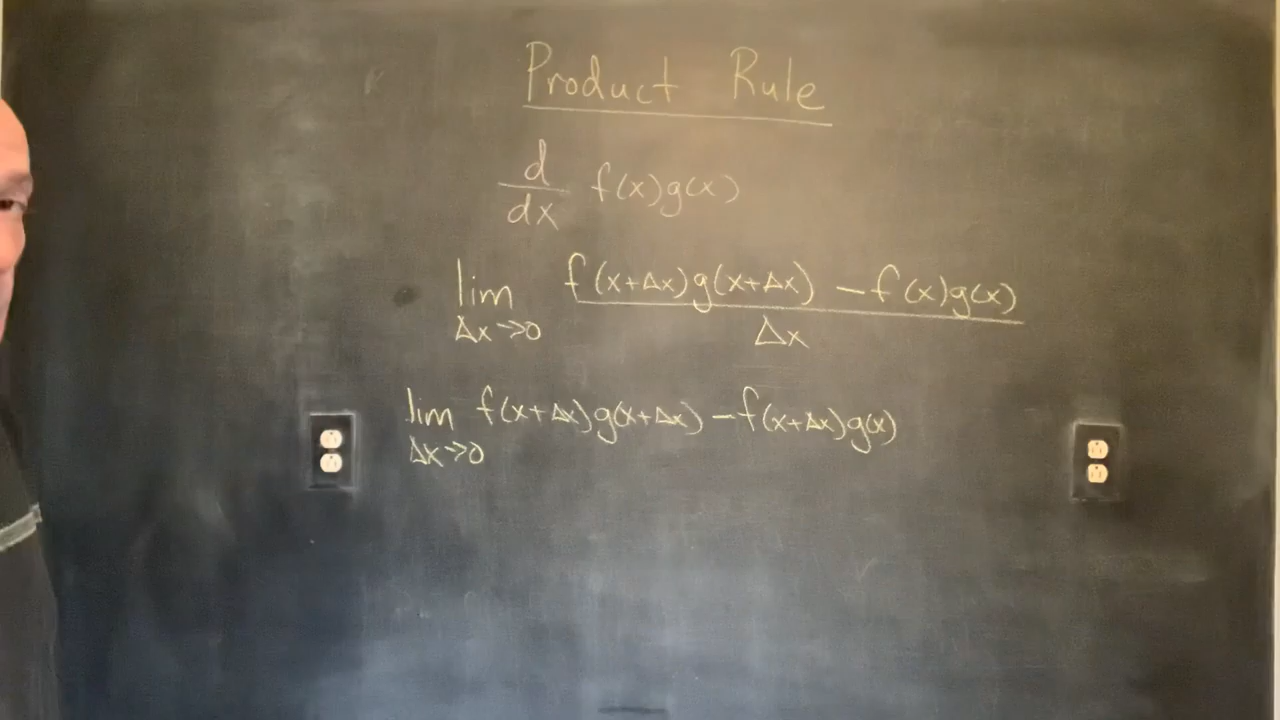 Product Rule
d/dx f(x)g(x)
lim Δx→0 f(x+Δx)g(x+Δx) - f(x)g(x) / Δx
lim Δx→0 f(x+Δx)g(x+Δx) - f(x+Δx)g(x)